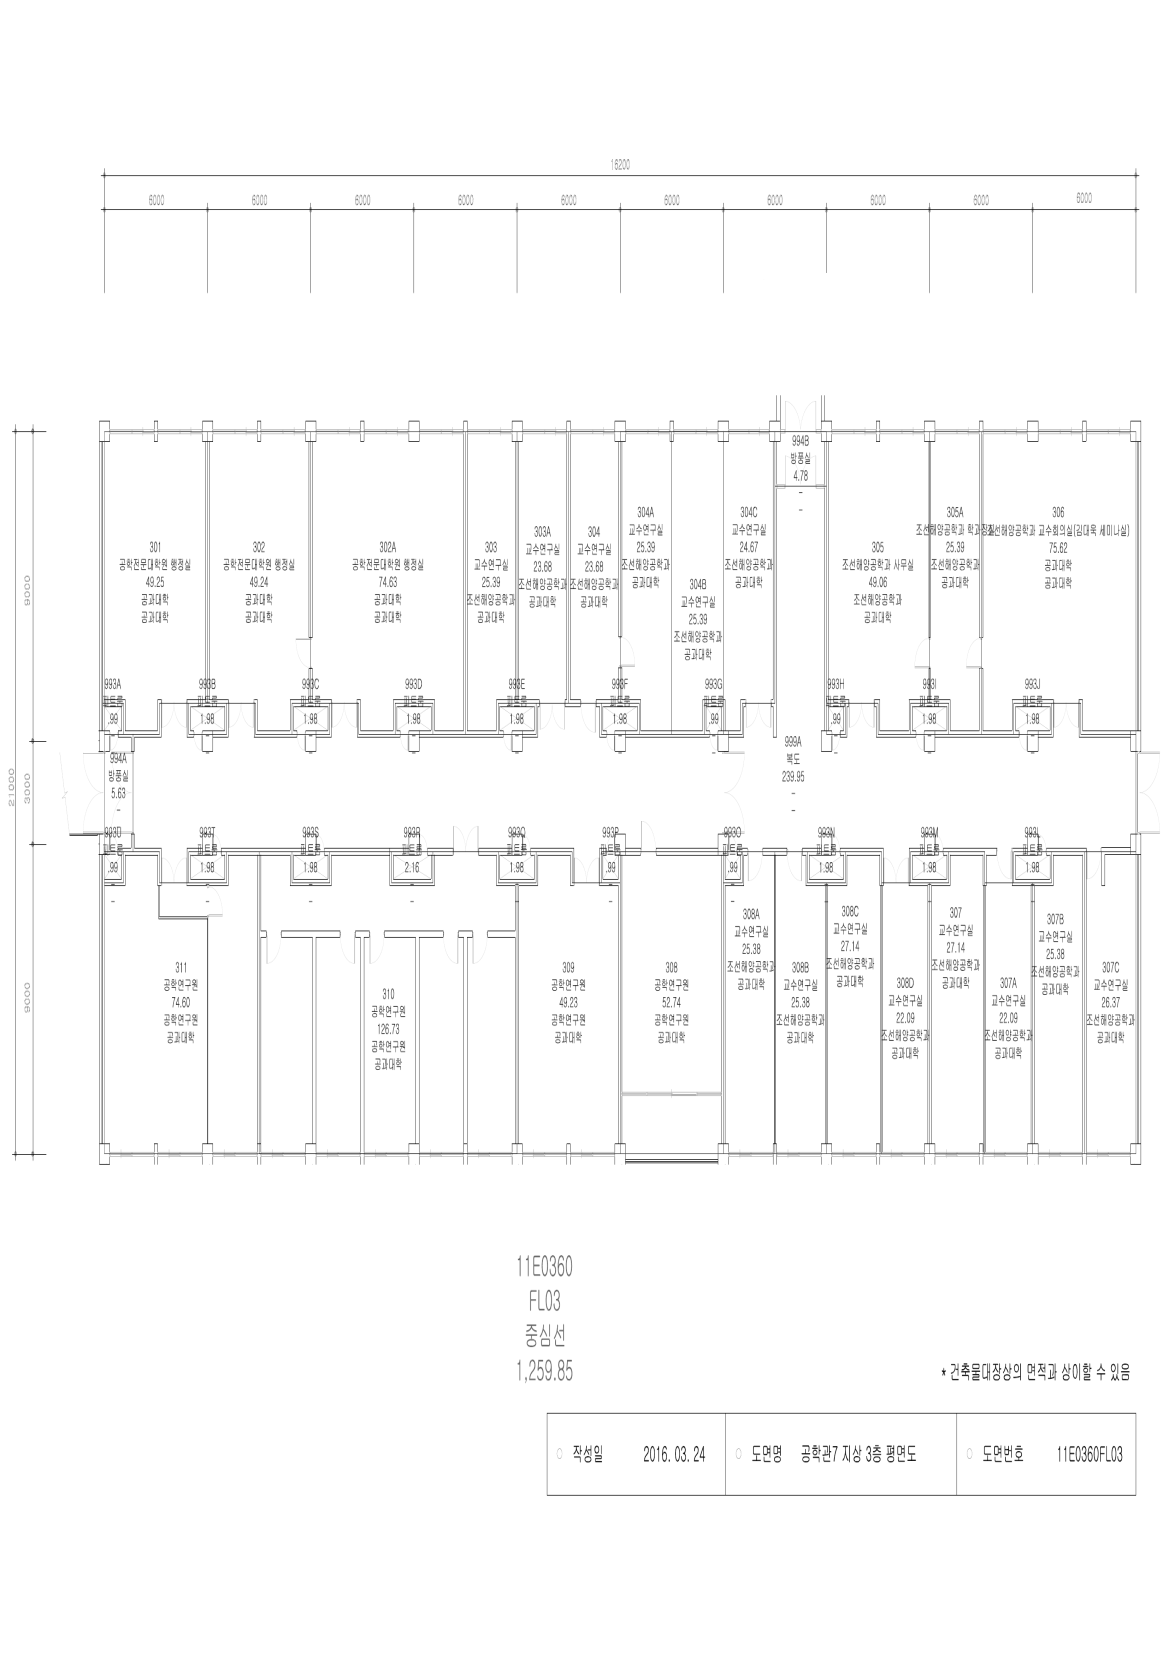 16200
6000 6000 6000 6000 6000 6000 6000 6000 6000 6000
21000
9000
3000
9000
301
공학전문대학원 행정실
49.25
공과대학
공과대학
302
공학전문대학원 행정실
49.24
공과대학
공과대학
302A
공학전문대학원 행정실
74.63
공과대학
공과대학
303
교수연구실
25.39
조선해양공학과
공과대학
303A
교수연구실
23.68
조선해양공학과
공과대학
304
교수연구실
23.68
조선해양공학과
공과대학
304A
교수연구실
25.39
조선해양공학과
공과대학
304B
교수연구실
25.39
조선해양공학과
공과대학
304C
교수연구실
24.67
조선해양공학과
공과대학
994B
방풍실
4.78
-
-
305
조선해양공학과 사무실
49.06
조선해양공학과
공과대학
305A
조선해양공학과 학과장실
25.39
조선해양공학과
공과대학
306
조선해양공학과 교수회의실(김대욱 세미나실)
75.62
공과대학
공과대학
993A
피트룸
.99
993B
피트룸
1.98
993C
피트룸
1.98
993D
피트룸
1.98
993E
피트룸
1.98
993F
피트룸
1.98
993G
피트룸
.99
993H
피트룸
.99
993I
피트룸
1.98
993J
피트룸
1.98
994A
방풍실
5.63
-
999A
복도
239.95
-
-
993D
피트룸
.99
993T
피트룸
1.98
993S
피트룸
1.98
993R
피트룸
2.16
993Q
피트룸
1.98
993P
피트룸
.99
993O
피트룸
.99
993N
피트룸
1.98
993M
피트룸
1.98
993L
피트룸
1.98
311
공학연구원
74.60
공학연구원
공과대학
310
공학연구원
126.73
공학연구원
공과대학
309
공학연구원
49.23
공학연구원
공과대학
308
공학연구원
52.74
공학연구원
공과대학
308A
교수연구실
25.38
조선해양공학과
공과대학
308B
교수연구실
25.38
조선해양공학과
공과대학
308C
교수연구실
27.14
조선해양공학과
공과대학
308D
교수연구실
22.09
조선해양공학과
공과대학
307
교수연구실
27.14
조선해양공학과
공과대학
307A
교수연구실
22.09
조선해양공학과
공과대학
307B
교수연구실
25.38
조선해양공학과
공과대학
307C
교수연구실
26.37
조선해양공학과
공과대학
11E0360
FL03
중심선
1,259.85
* 건축물대장상의 면적과 상이할 수 있음
작성일 2016. 03. 24 도면명 공학관7 지상 3층 평면도 도면번호 11E0360FL03